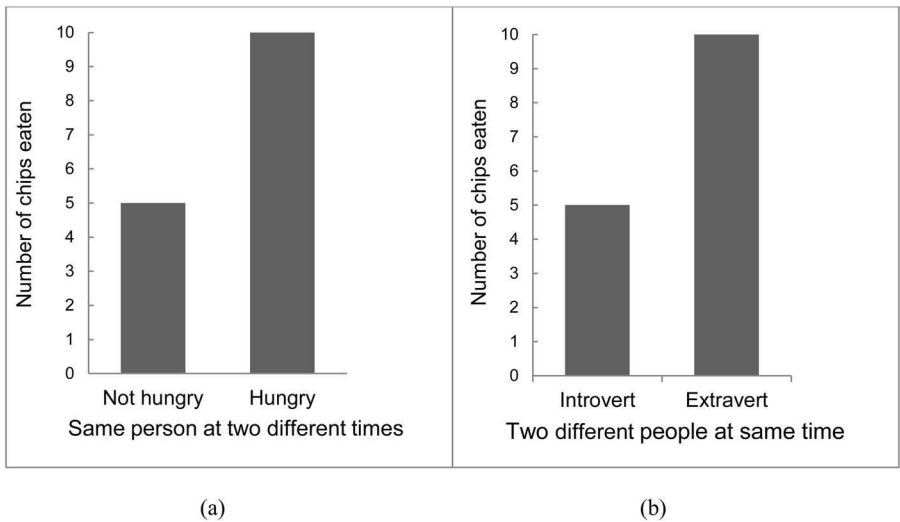 Number of chips eaten
10
9
8
7
6
5
4
3
2
1
0
Not hungry Hungry
Same person at two different times
(a)
Number of chips eaten
10
9
8
7
6
5
4
3
2
1
0
Introvert Extravert
Two different people at same time
(b)